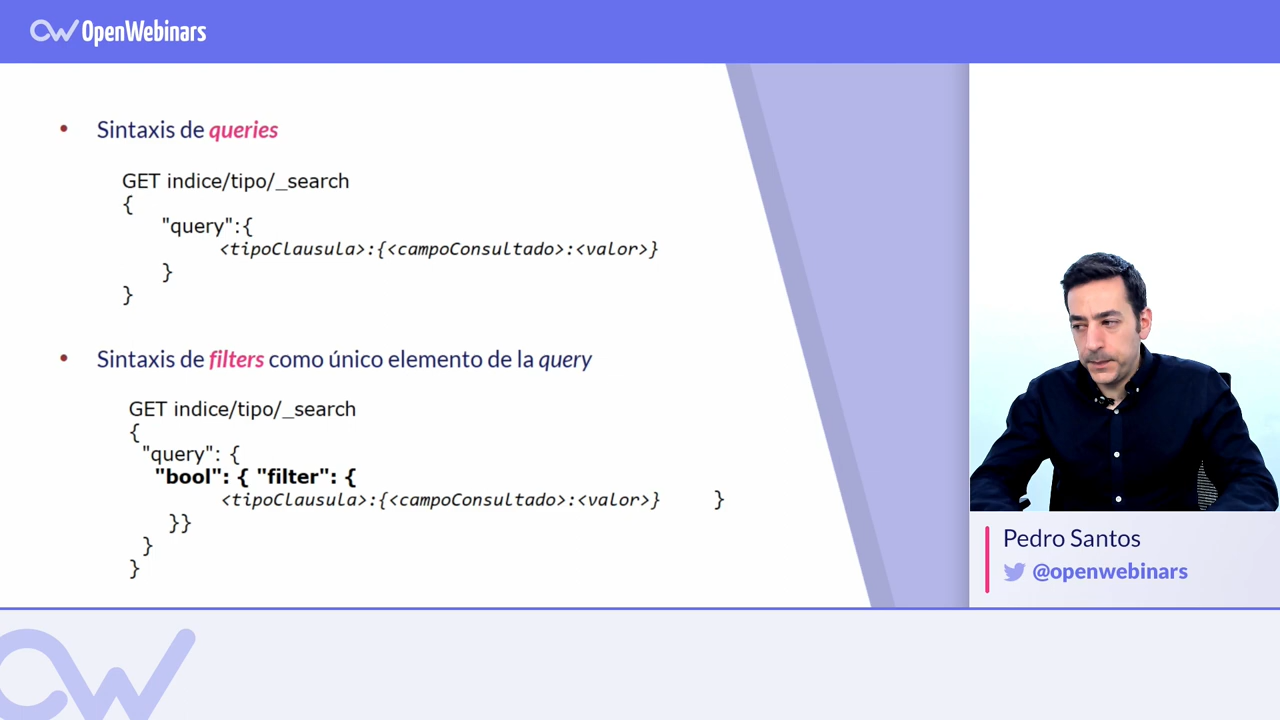 OpenWebinars
• Sintaxis de queries
GET indice/tipo/_search
{
"query":{
<tipoClausula>:{<campoConsultado>:<valor>}
}
}
• Sintaxis de filters como único elemento de la query
GET indice/tipo/_search
{
"query": {
"bool": { "filter": {
<tipoClausula>:{<campoConsultado>:<valor>} }
}}
}
}
Pedro Santos
@openwebinars